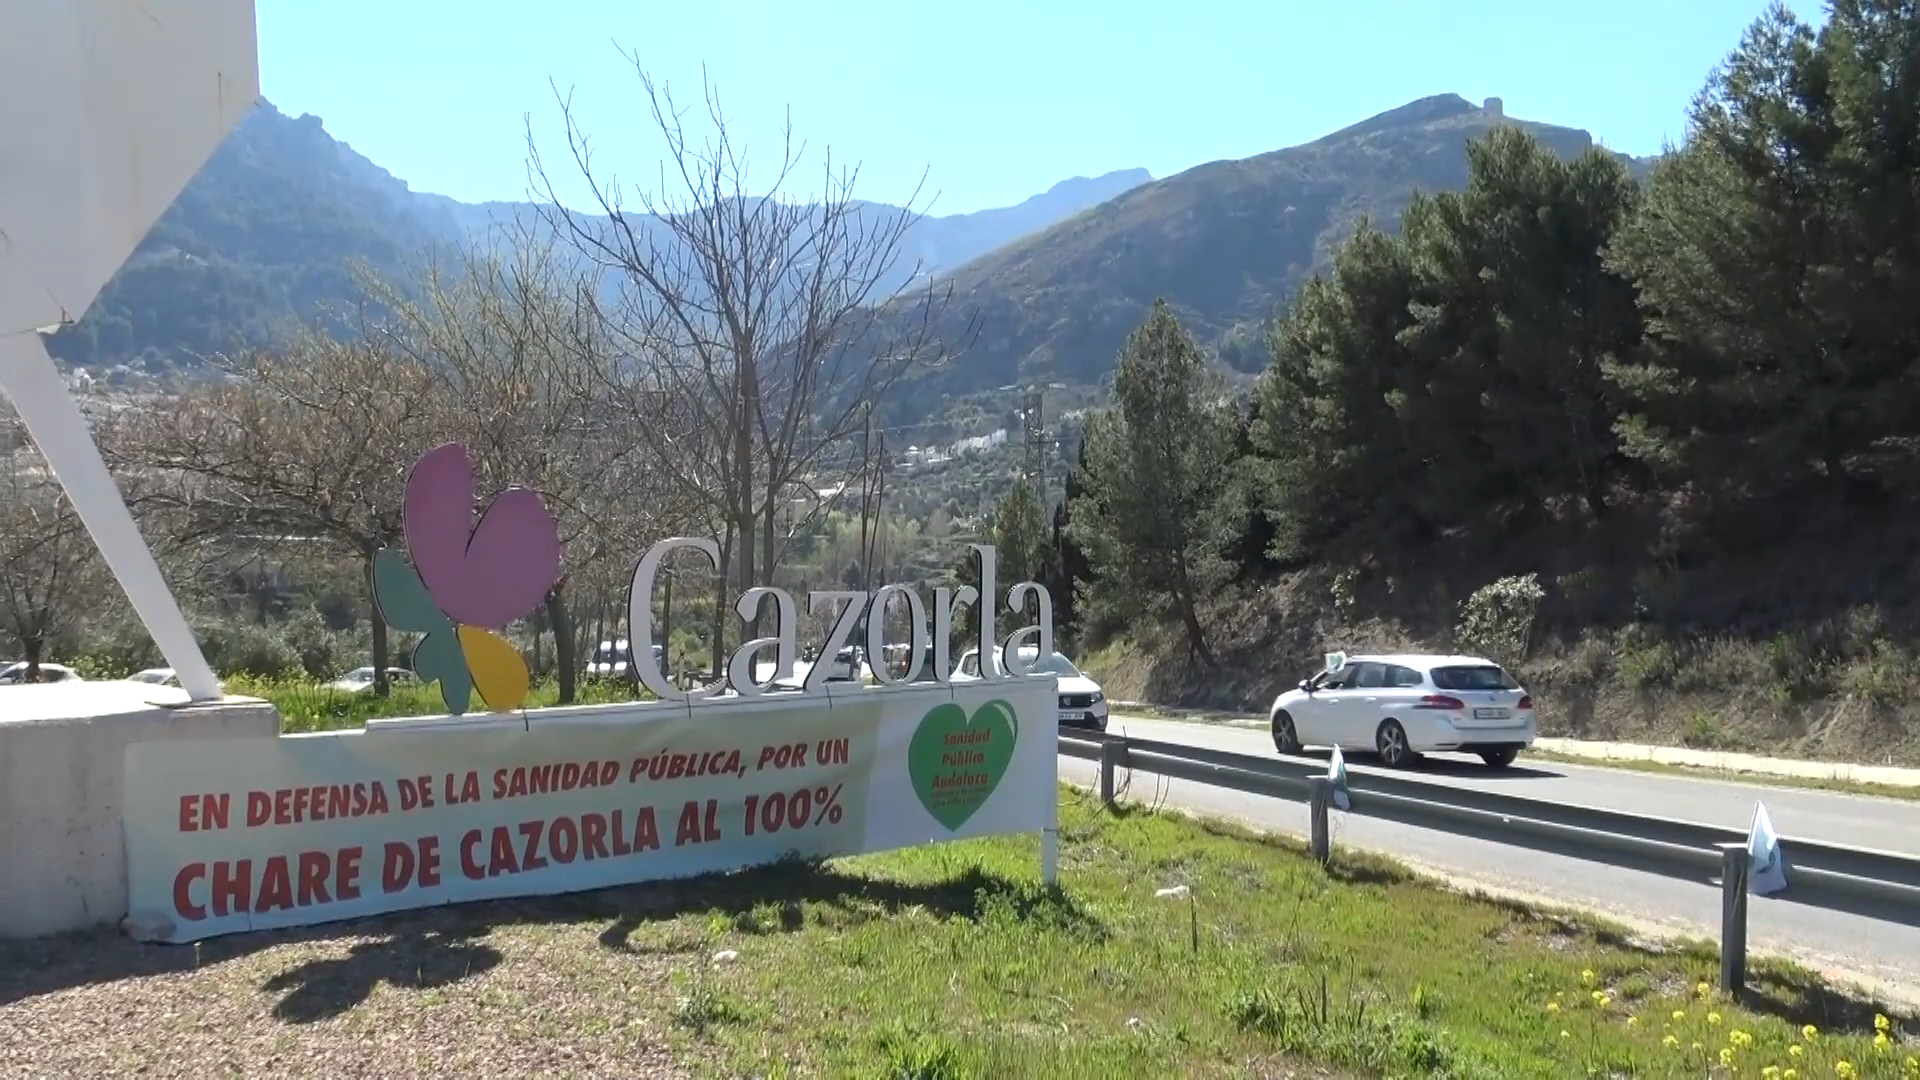 Cazorla
EN DEFENSA DE LA SANIDAD PÚBLICA, POR UN
CHARE DE CAZORLA AL 100%
Sanidad
Pública
Andaluza